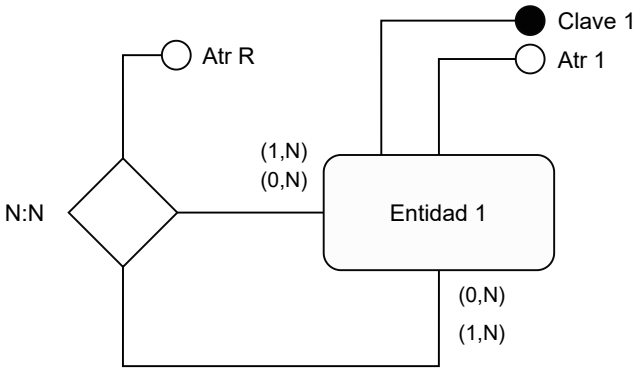 Clave 1
Atr R
Atr 1
(1,N)
(0,N)
N:N
Entidad 1
(0,N)
(1,N)